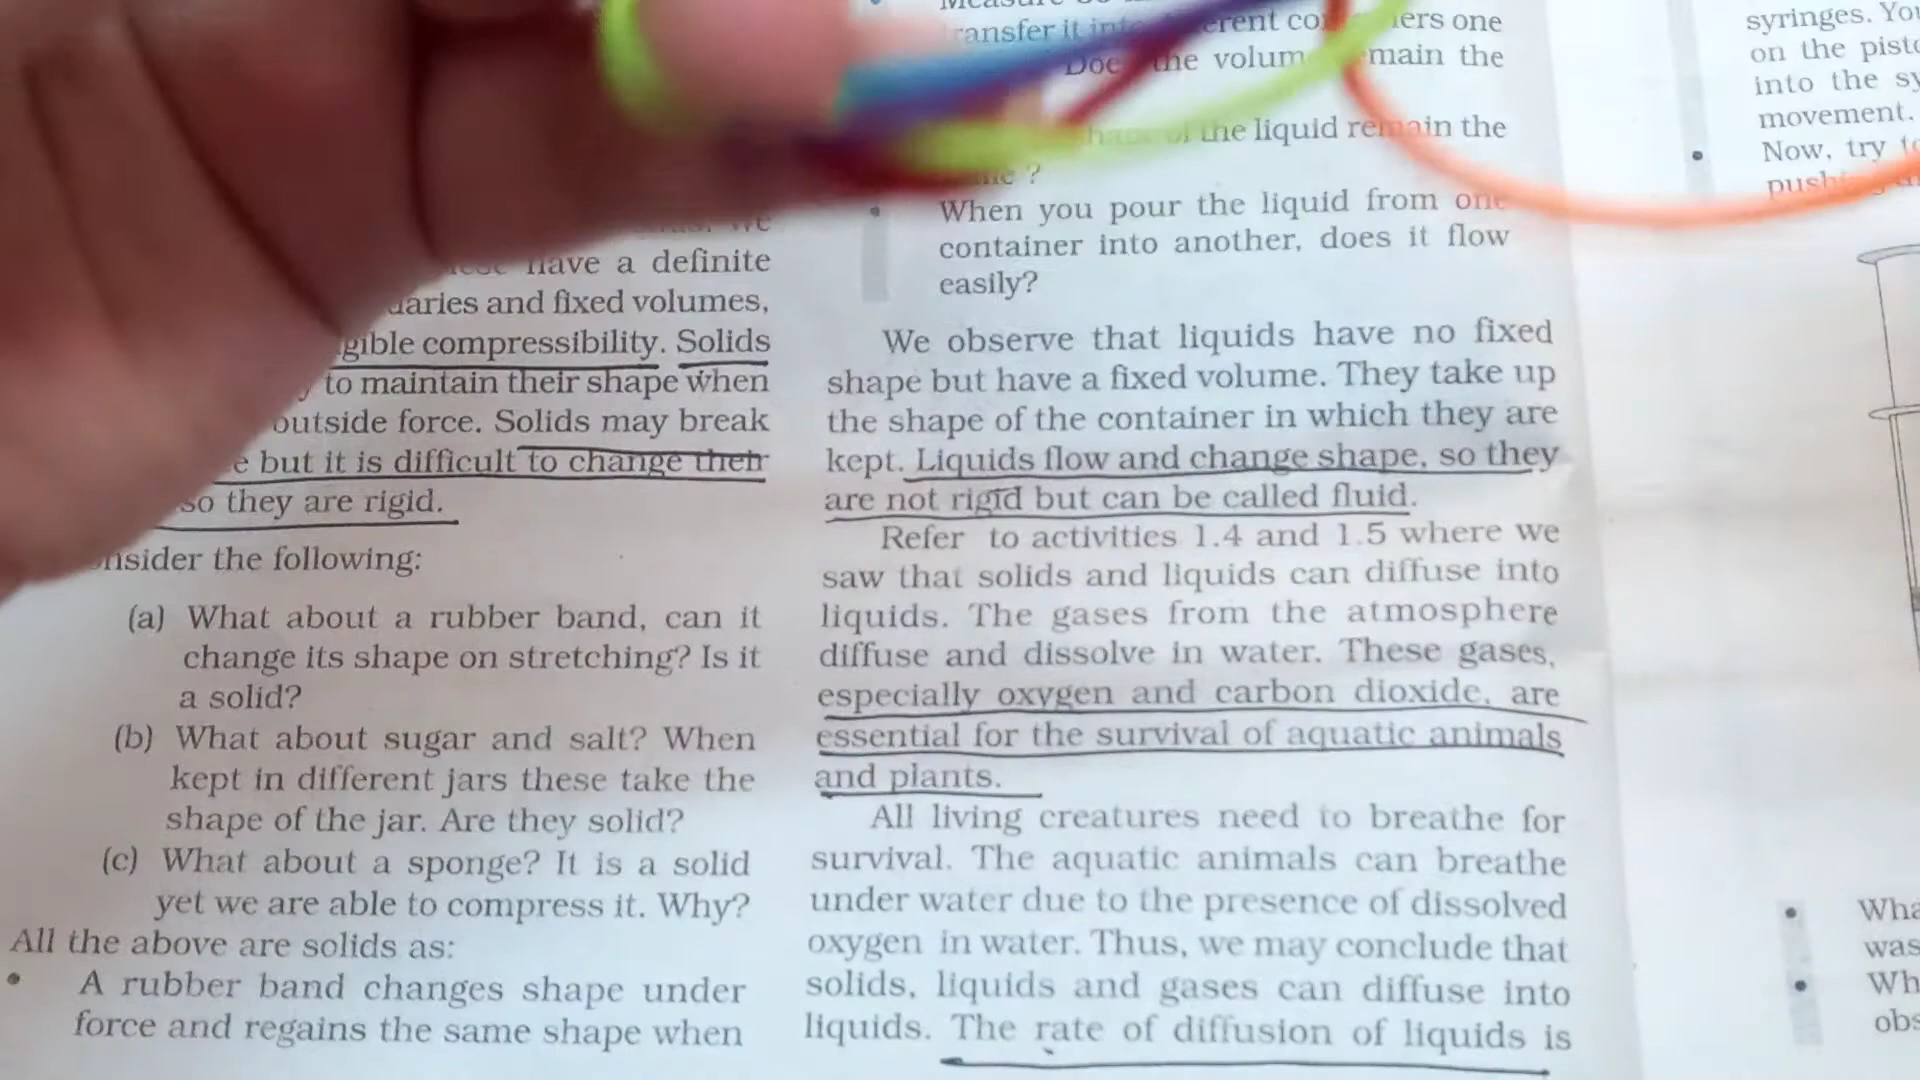 have a definite
and fixed volumes,
compressibility. Solids
to maintain their shape when
outside force. Solids may break
but it is difficult to change their
so they are rigid.
the following:
(a) What about a rubber band, can it
change its shape on stretching? Is it
a solid?
(b) What about sugar and salt? When
kept in different jars these take the
shape of the jar. Are they solid?
(c) What about a sponge? It is a solid
yet we are able to compress it. Why?
All the above are solids as:
• A rubber band changes shape under
force and regains the same shape when
one
the
the liquid remain the
?
When you pour the liquid from one
container into another, does it flow
easily?
We observe that liquids have no fixed
shape but have a fixed volume. They take up
the shape of the container in which they are
kept. Liquids flow and change shape, so they
are not rigid but can be called fluid.
Refer to activities 1.4 and 1.5 where we
saw that solids and liquids can diffuse into
liquids. The gases from the atmosphere
diffuse and dissolve in water. These gases,
especially oxygen and carbon dioxide, are
essential for the survival of aquatic animals
and plants.
All living creatures need to breathe for
survival. The aquatic animals can breathe
under water due to the presence of dissolved
oxygen in water. Thus, we may conclude that
solids, liquids and gases can diffuse into
liquids. The rate of diffusion of liquids is
syringes.
on the
into the
movement.
• Now, try